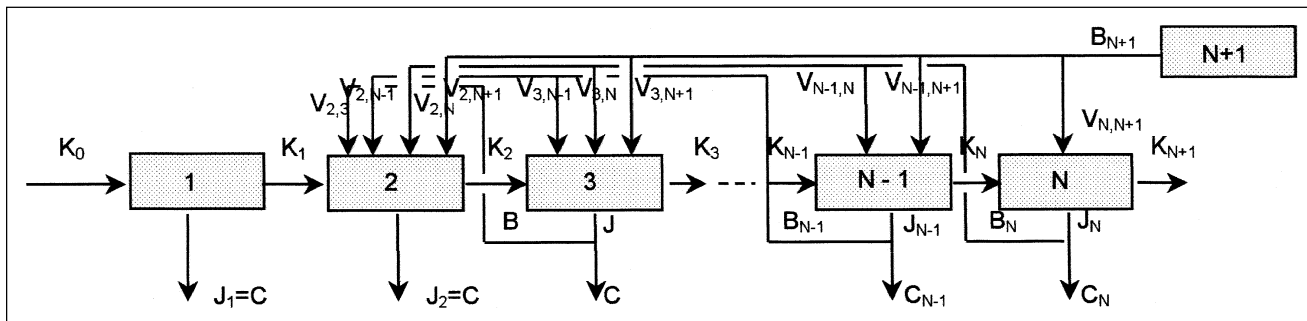 B_{N+1}
N+1
V_{2,N-1} V_{2,N+1} V_{3,N-1} V_{3,N} V_{3,N+1} V_{N-1,N} V_{N-1,N+1}
V_{2,3} V_{2,N}
V_{N,N+1}
K_0 K_1 K_2 K_3 K_{N-1} K_N K_{N+1}
1 2 3 N - 1 N
B J B_{N-1} J_{N-1} B_N J_N
J_1=C J_2=C C C_{N-1} C_N